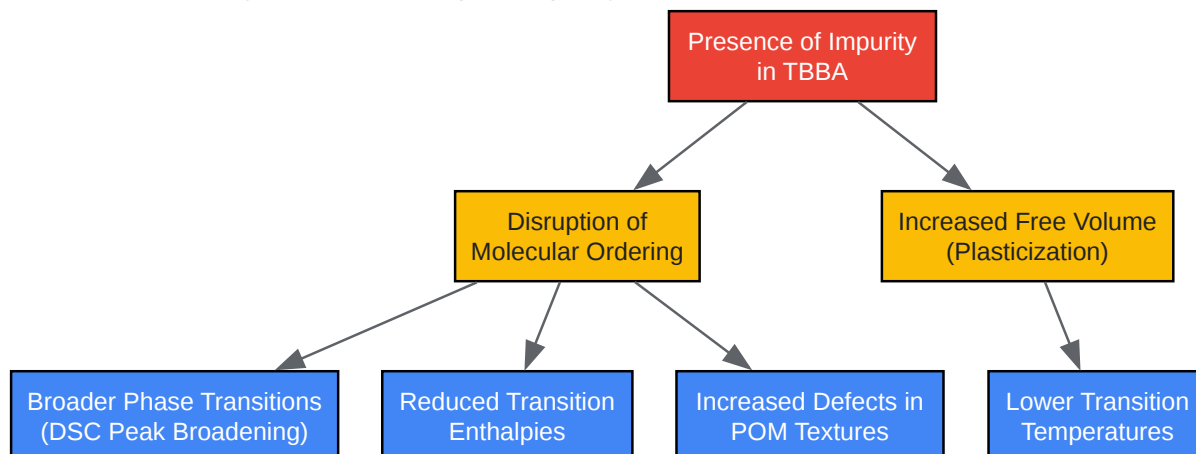 Presence of Impurity
in TBBA
Disruption of
Molecular Ordering
Increased Free Volume
(Plasticization)
Broader Phase Transitions
(DSC Peak Broadening)
Reduced Transition
Enthalpies
Increased Defects in
POM Textures
Lower Transition
Temperatures